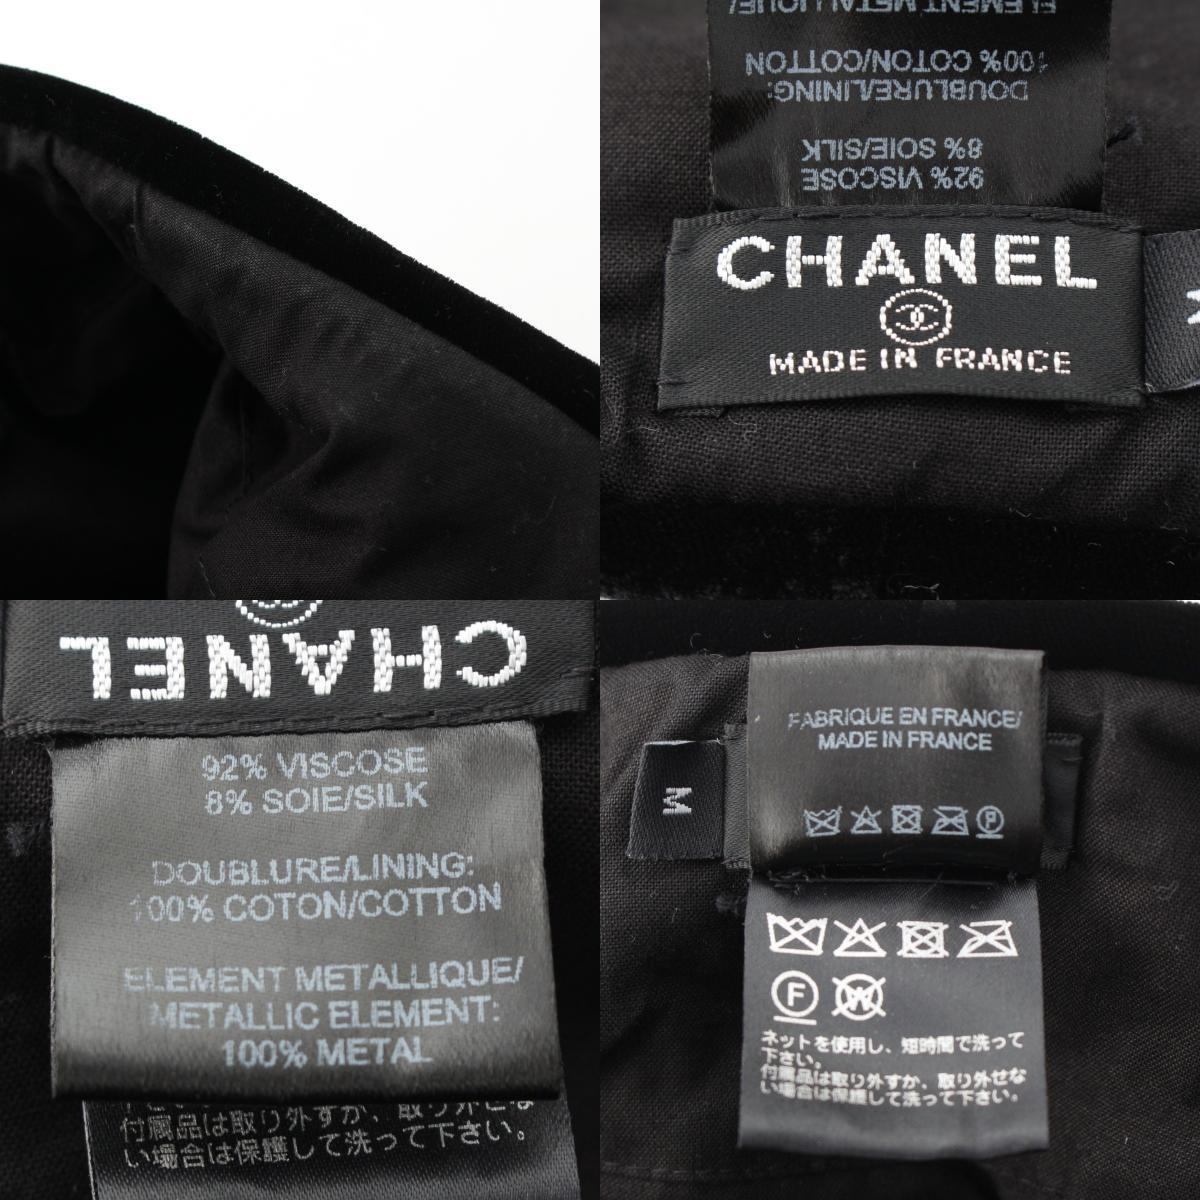 ELEMENT METALLIQUE/
100% COTON/COTTON
DOUBLURE/LINING:
8% SOIE/SILK
92% VISCOSE
CHANEL
MADE IN FRANCE
CHANEL
92% VISCOSE
8% SOIE/SILK
DOUBLURE/LINING:
100% COTON/COTTON
ELEMENT METALLIQUE/
METALLIC ELEMENT:
100% METAL
付属品は取り外すか、取り外せな
い場合は保護して洗って下さい。
FABRIQUE EN FRANCE/
MADE IN FRANCE
M
P
F
W
ネットを使用し、短時間で洗って
下さい。
付属品は取り外すか、取り外せな
い場合は保護して洗って下さい。